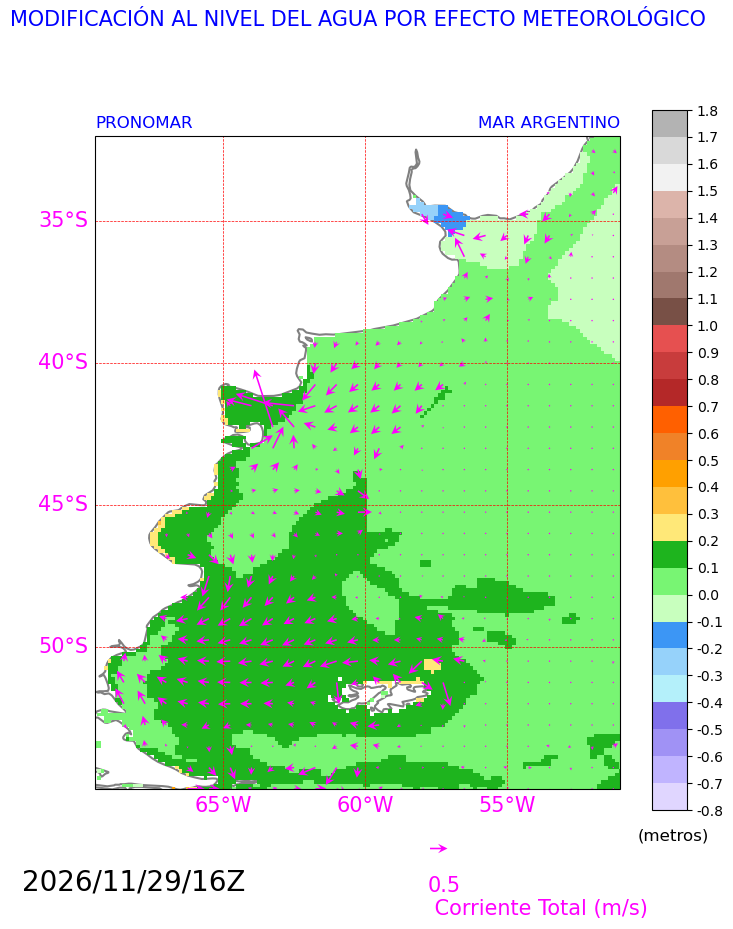 MODIFICACIÓN AL NIVEL DEL AGUA POR EFECTO METEOROLÓGICO
PRONOMAR MAR ARGENTINO
35°S
40°S
45°S
50°S
65°W 60°W 55°W
1.8
1.7
1.6
1.5
1.4
1.3
1.2
1.1
1.0
0.9
0.8
0.7
0.6
0.5
0.4
0.3
0.2
0.1
0.0
-0.1
-0.2
-0.3
-0.4
-0.5
-0.6
-0.7
-0.8
(metros)
2026/11/29/16Z
0.5
Corriente Total (m/s)